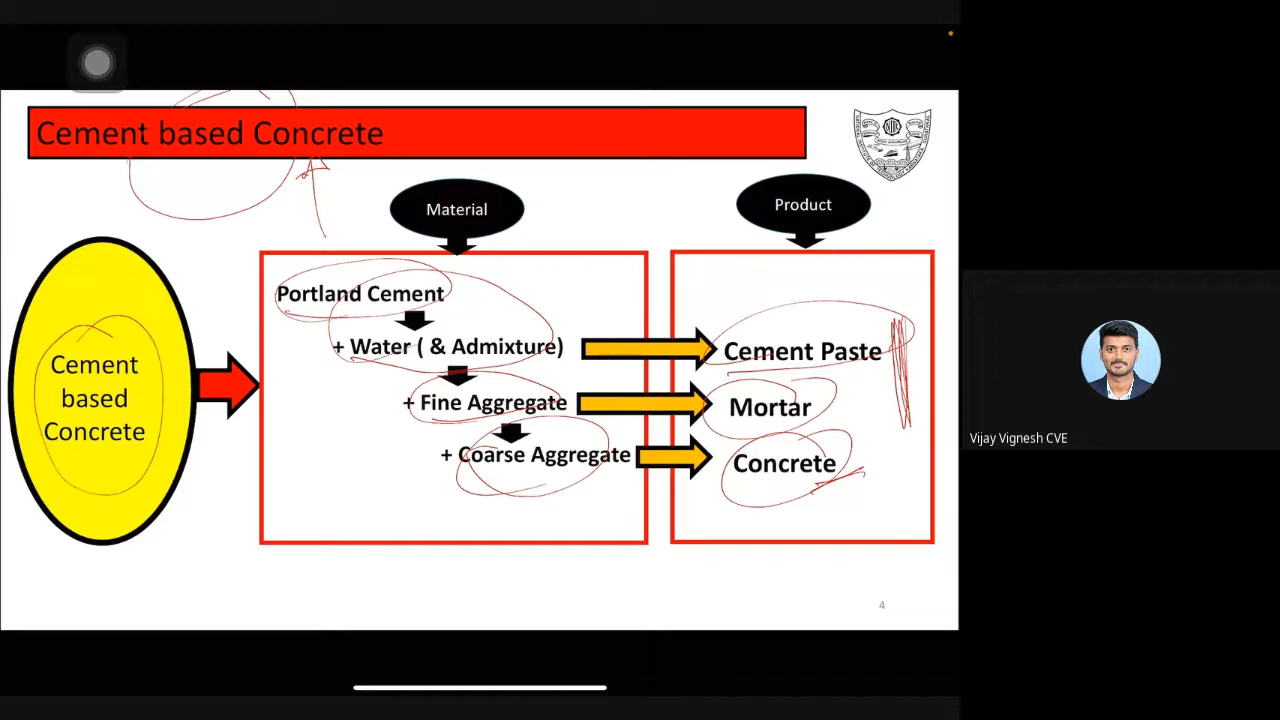 Cement based Concrete
Material
Product
Portland Cement
+ Water ( & Admixture)
Cement Paste
+ Fine Aggregate
Mortar
+ Coarse Aggregate
Concrete
Cement
based
Concrete
Vijay Vignesh CVE
4